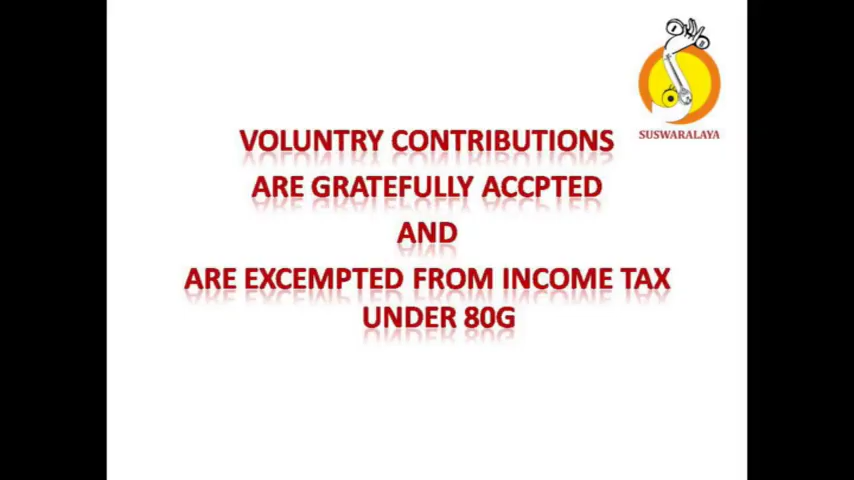 SUSWARALAYA
VOLUNTRY CONTRIBUTIONS
ARE GRATEFULLY ACCPTED
AND
ARE EXCEMPTED FROM INCOME TAX
UNDER 80G